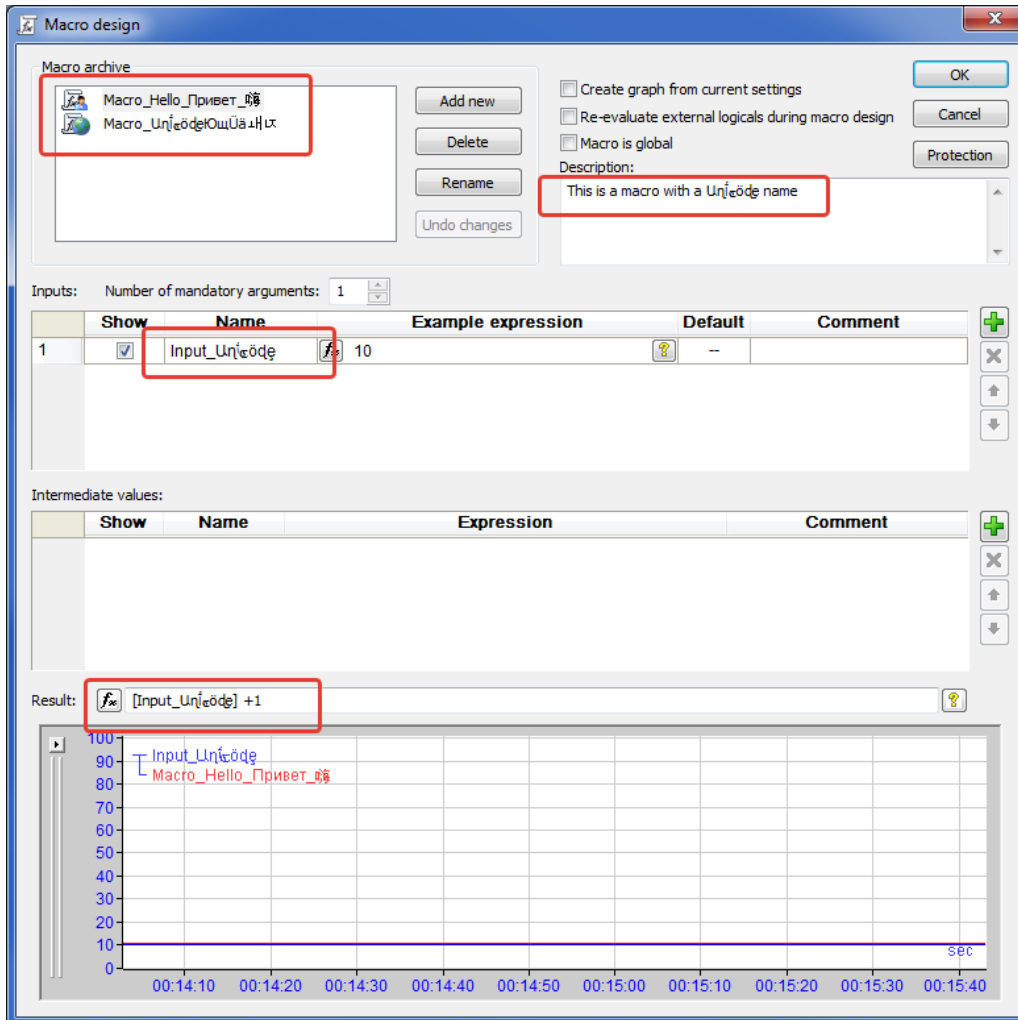 Macro design
Macro archive
Macro_Hello_Привет_嗨
Add new
Delete
Rename
Undo changes
Create graph from current settings
Re-evaluate external logicals during macro design
Macro is global
Description:
This is a macro with a name
OK
Cancel
Protection
Inputs: Number of mandatory arguments: 1
Show Name Example expression Default Comment
1 10 --
Intermediate values:
Show Name Expression Comment
Result: +1
100
90
80
70
60
50
40
30
20
10
0
Macro_Hello_Привет_嗨
sec
00:14:10 00:14:20 00:14:30 00:14:40 00:14:50 00:15:00 00:15:10 00:15:20 00:15:30 00:15:40